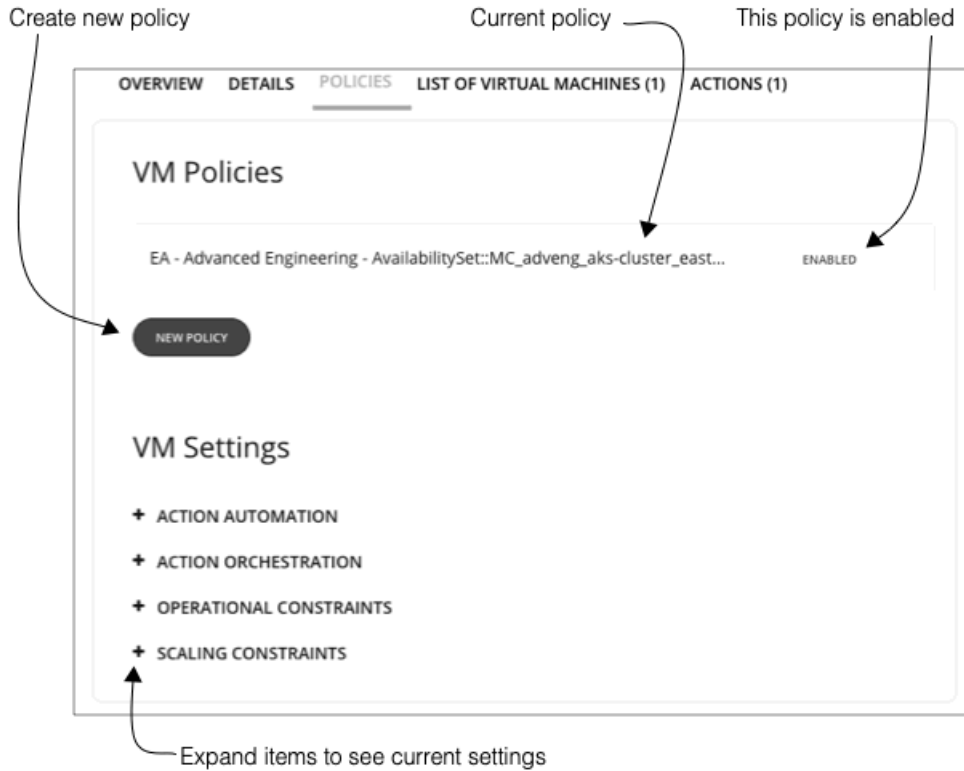 Create new policy
Current policy
This policy is enabled
OVERVIEW DETAILS POLICIES LIST OF VIRTUAL MACHINES (1) ACTIONS (1)
VM Policies
EA - Advanced Engineering - AvailabilitySet::MC_adveng_aks-cluster_east... ENABLED
NEW POLICY
VM Settings
+ ACTION AUTOMATION
+ ACTION ORCHESTRATION
+ OPERATIONAL CONSTRAINTS
+ SCALING CONSTRAINTS
Expand items to see current settings